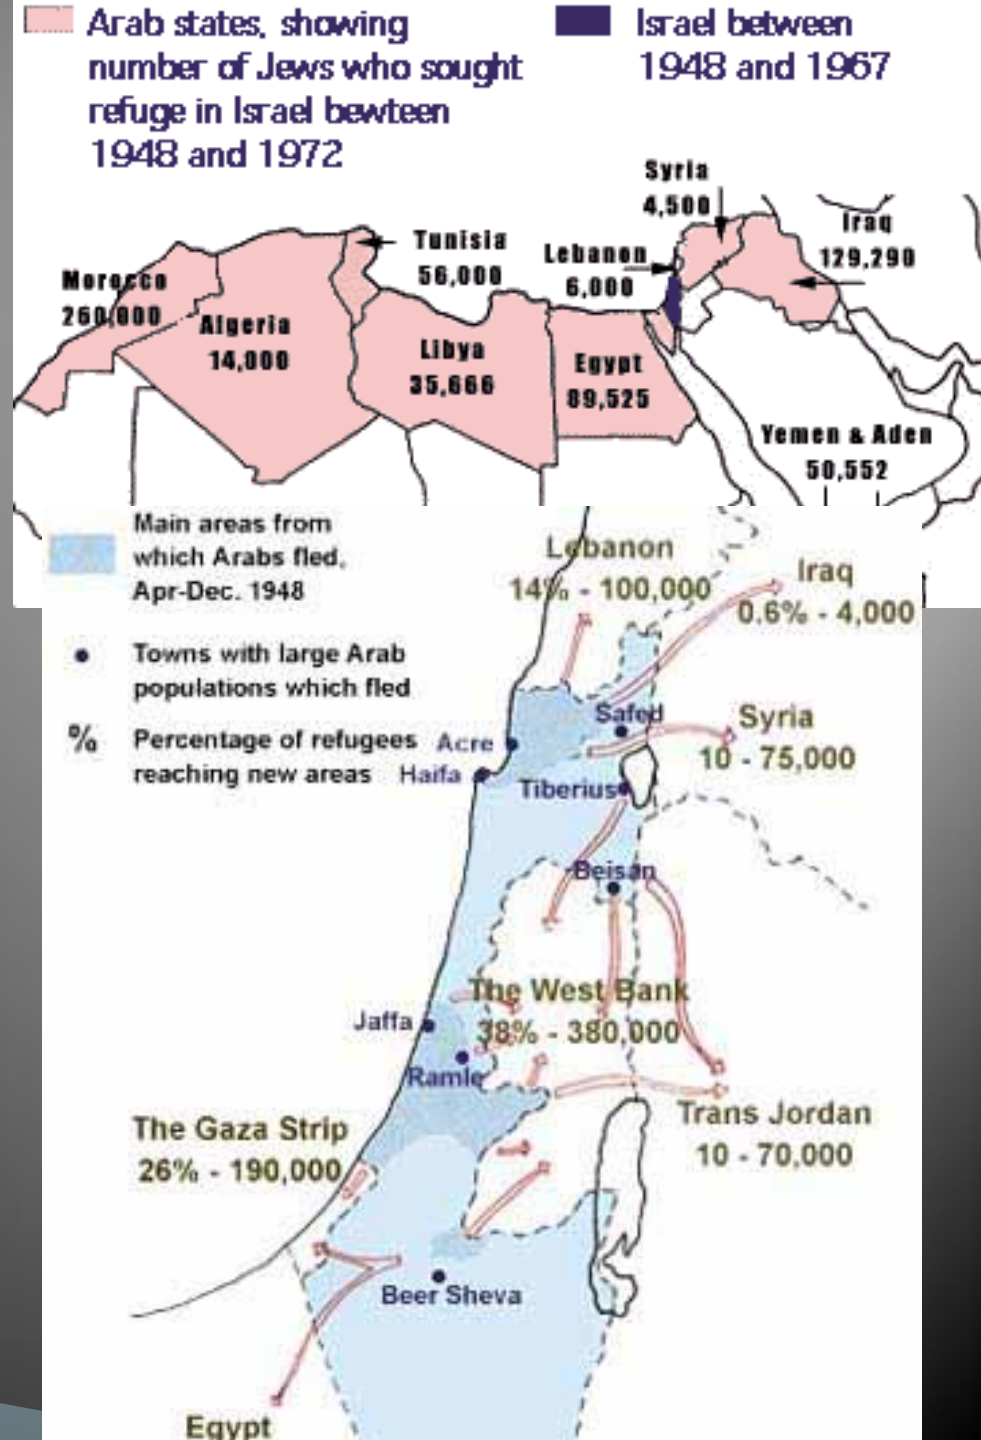 Arab states, showing
number of Jews who sought
refuge in Israel bewteen
1948 and 1972
Israel between
1948 and 1967
Syria
4,500
Iraq
129,290
Tunisia
56,000
Lebanon
6,000
Morocco
260,000
Algeria
14,000
Libya
35,666
Egypt
89,525
Yemen & Aden
50,552
Main areas from
which Arabs fled,
Apr-Dec. 1948
Towns with large Arab
populations which fled
% Percentage of refugees
reaching new areas
Lebanon
14% - 100,000
Iraq
0.6% - 4,000
Safed
Syria
10 - 75,000
Acre
Haifa
Tiberius
Beisan
The West Bank
38% - 380,000
Jaffa
Ramle
Trans Jordan
10 - 70,000
The Gaza Strip
26% - 190,000
Beer Sheva
Egypt